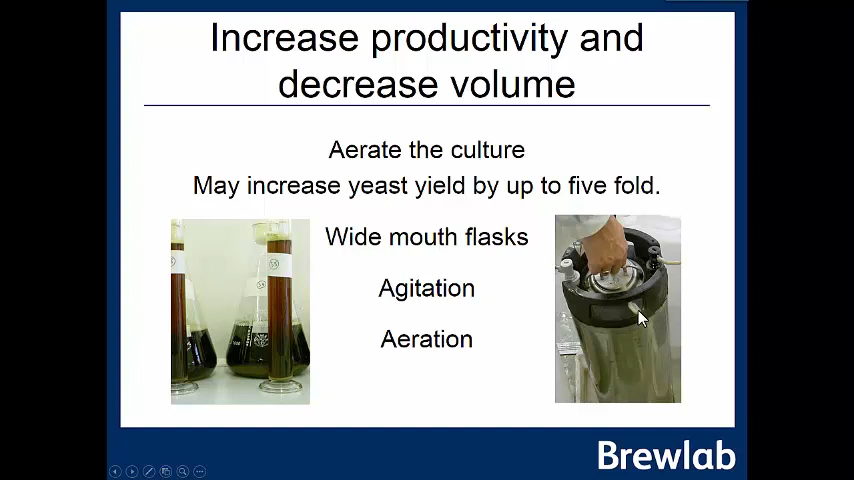 Increase productivity and
decrease volume
Aerate the culture
May increase yeast yield by up to five fold.
Wide mouth flasks
Agitation
Aeration
Brewlab